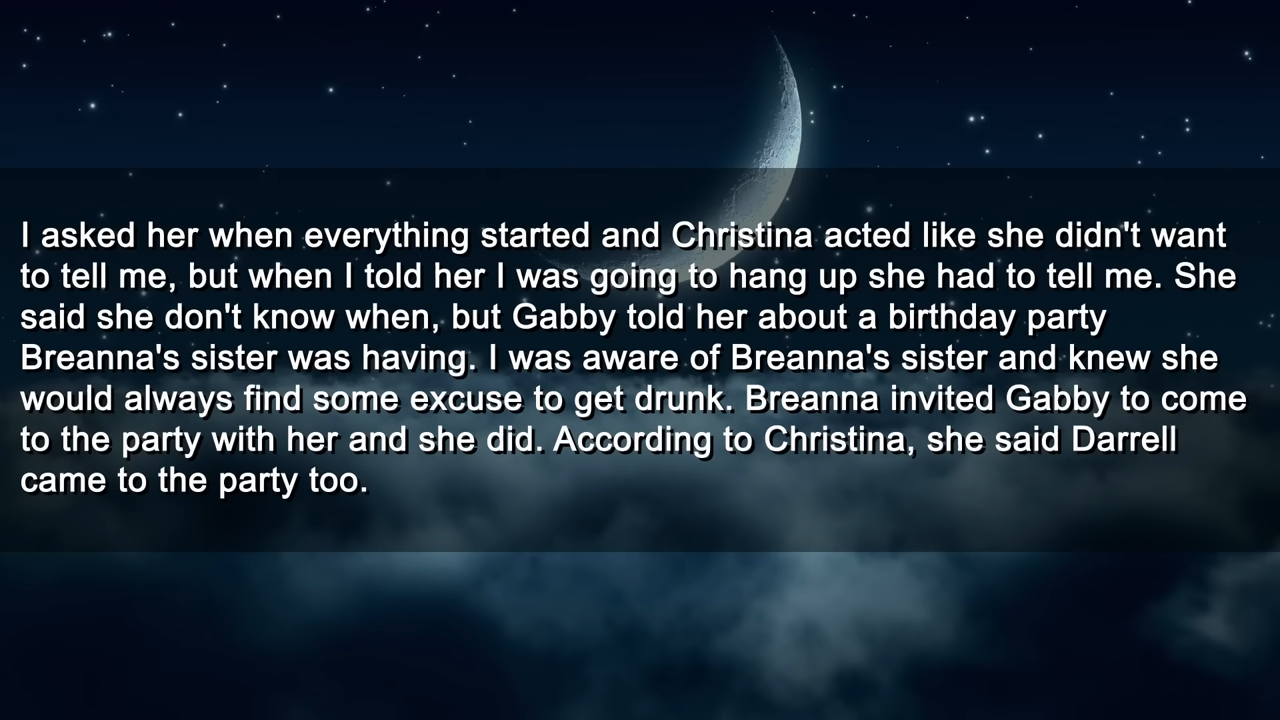 I asked her when everything started and Christina acted like she didn't want
to tell me, but when I told her I was going to hang up she had to tell me. She
said she don't know when, but Gabby told her about a birthday party
Breanna's sister was having. I was aware of Breanna's sister and knew she
would always find some excuse to get drunk. Breanna invited Gabby to come
to the party with her and she did. According to Christina, she said Darrell
came to the party too.